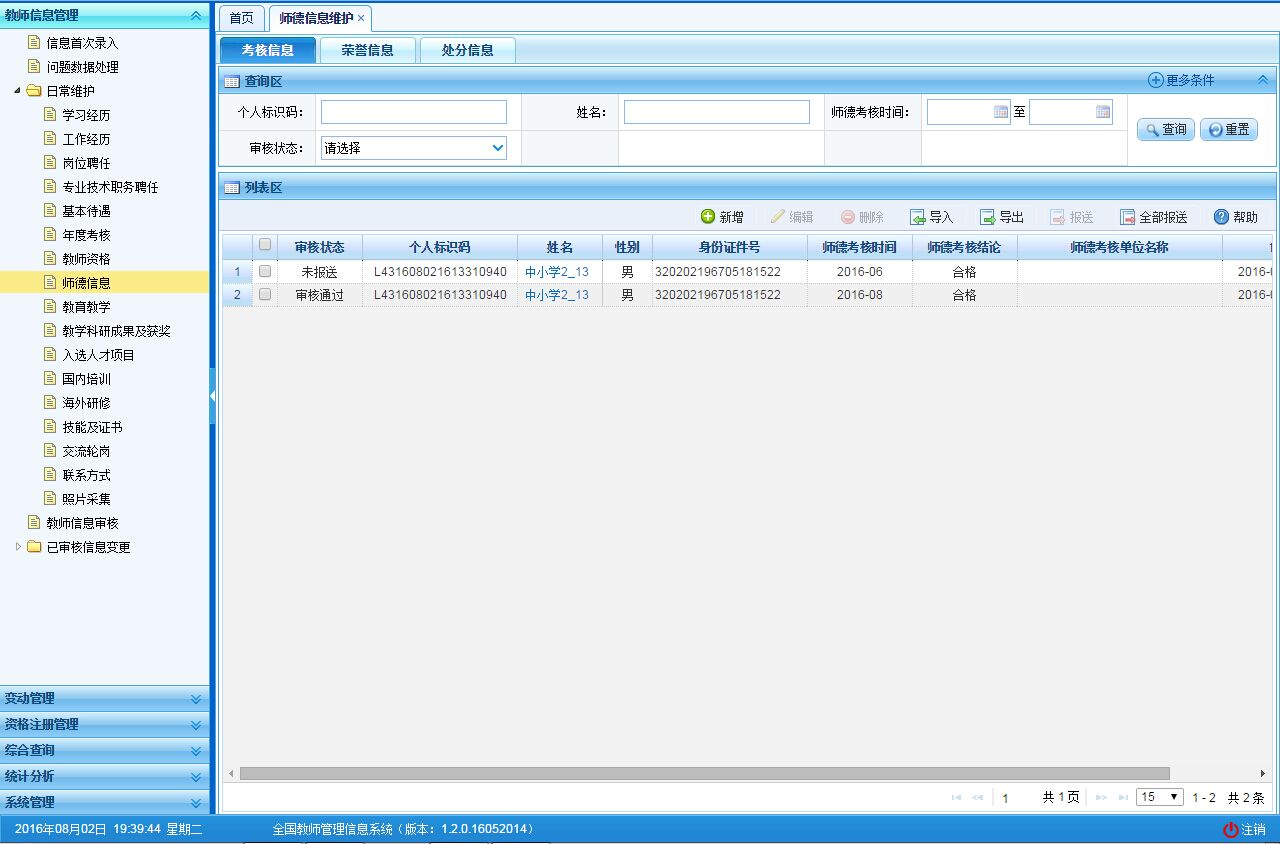 教师信息管理
信息首次录入
问题数据处理
日常维护
学习经历
工作经历
岗位聘任
专业技术职务聘任
基本待遇
年度考核
教师资格
师德信息
教育教学
教学科研成果及获奖
入选人才项目
国内培训
海外研修
技能及证书
交流轮岗
联系方式
照片采集
教师信息审核
已审核信息变更
变动管理
资格注册管理
综合查询
统计分析
系统管理
首页 师德信息维护 ×
考核信息 荣誉信息 处分信息
查询区 更多条件
个人标识码： 姓名： 师德考核时间： 至 查询 重置
审核状态： 请选择
列表区
新增 编辑 删除 导入 导出 报送 全部报送 帮助
审核状态 个人标识码 姓名 性别 身份证件号 师德考核时间 师德考核结论 师德考核单位名称
1 未报送 L431608021613310940 中小学2_13 男 320202196705181522 2016-06 合格 2016-0
2 审核通过 L431608021613310940 中小学2_13 男 320202196705181522 2016-08 合格 2016-0
1 共 1 页 15 1 - 2 共 2 条
2016年08月02日 19:39:44 星期二 全国教师管理信息系统（版本：1.2.0.16052014） 注销